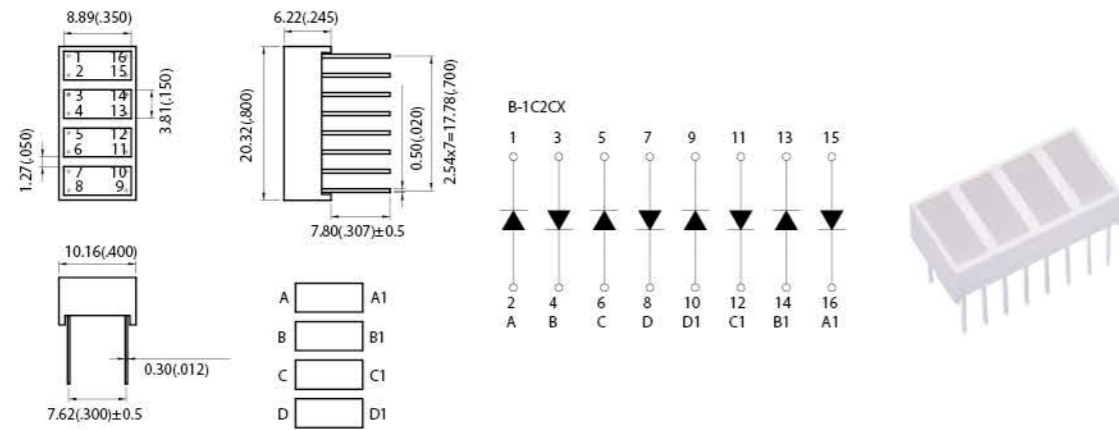 8.89(.350)
1 16
2 15
3 14
4 13
5 12
6 11
7 10
8 9
3.81(.150)
1.27(.050)
6.22(.245)
20.32(.800)
0.50(.020)
2.54x7=17.78(.700)
7.80(.307)±0.5
10.16(.400)
0.30(.012)
7.62(.300)±0.5
A A1
B B1
C C1
D D1
B-1C2CX
1 3 5 7 9 11 13 15
2 4 6 8 10 12 14 16
A B C D D1 C1 B1 A1